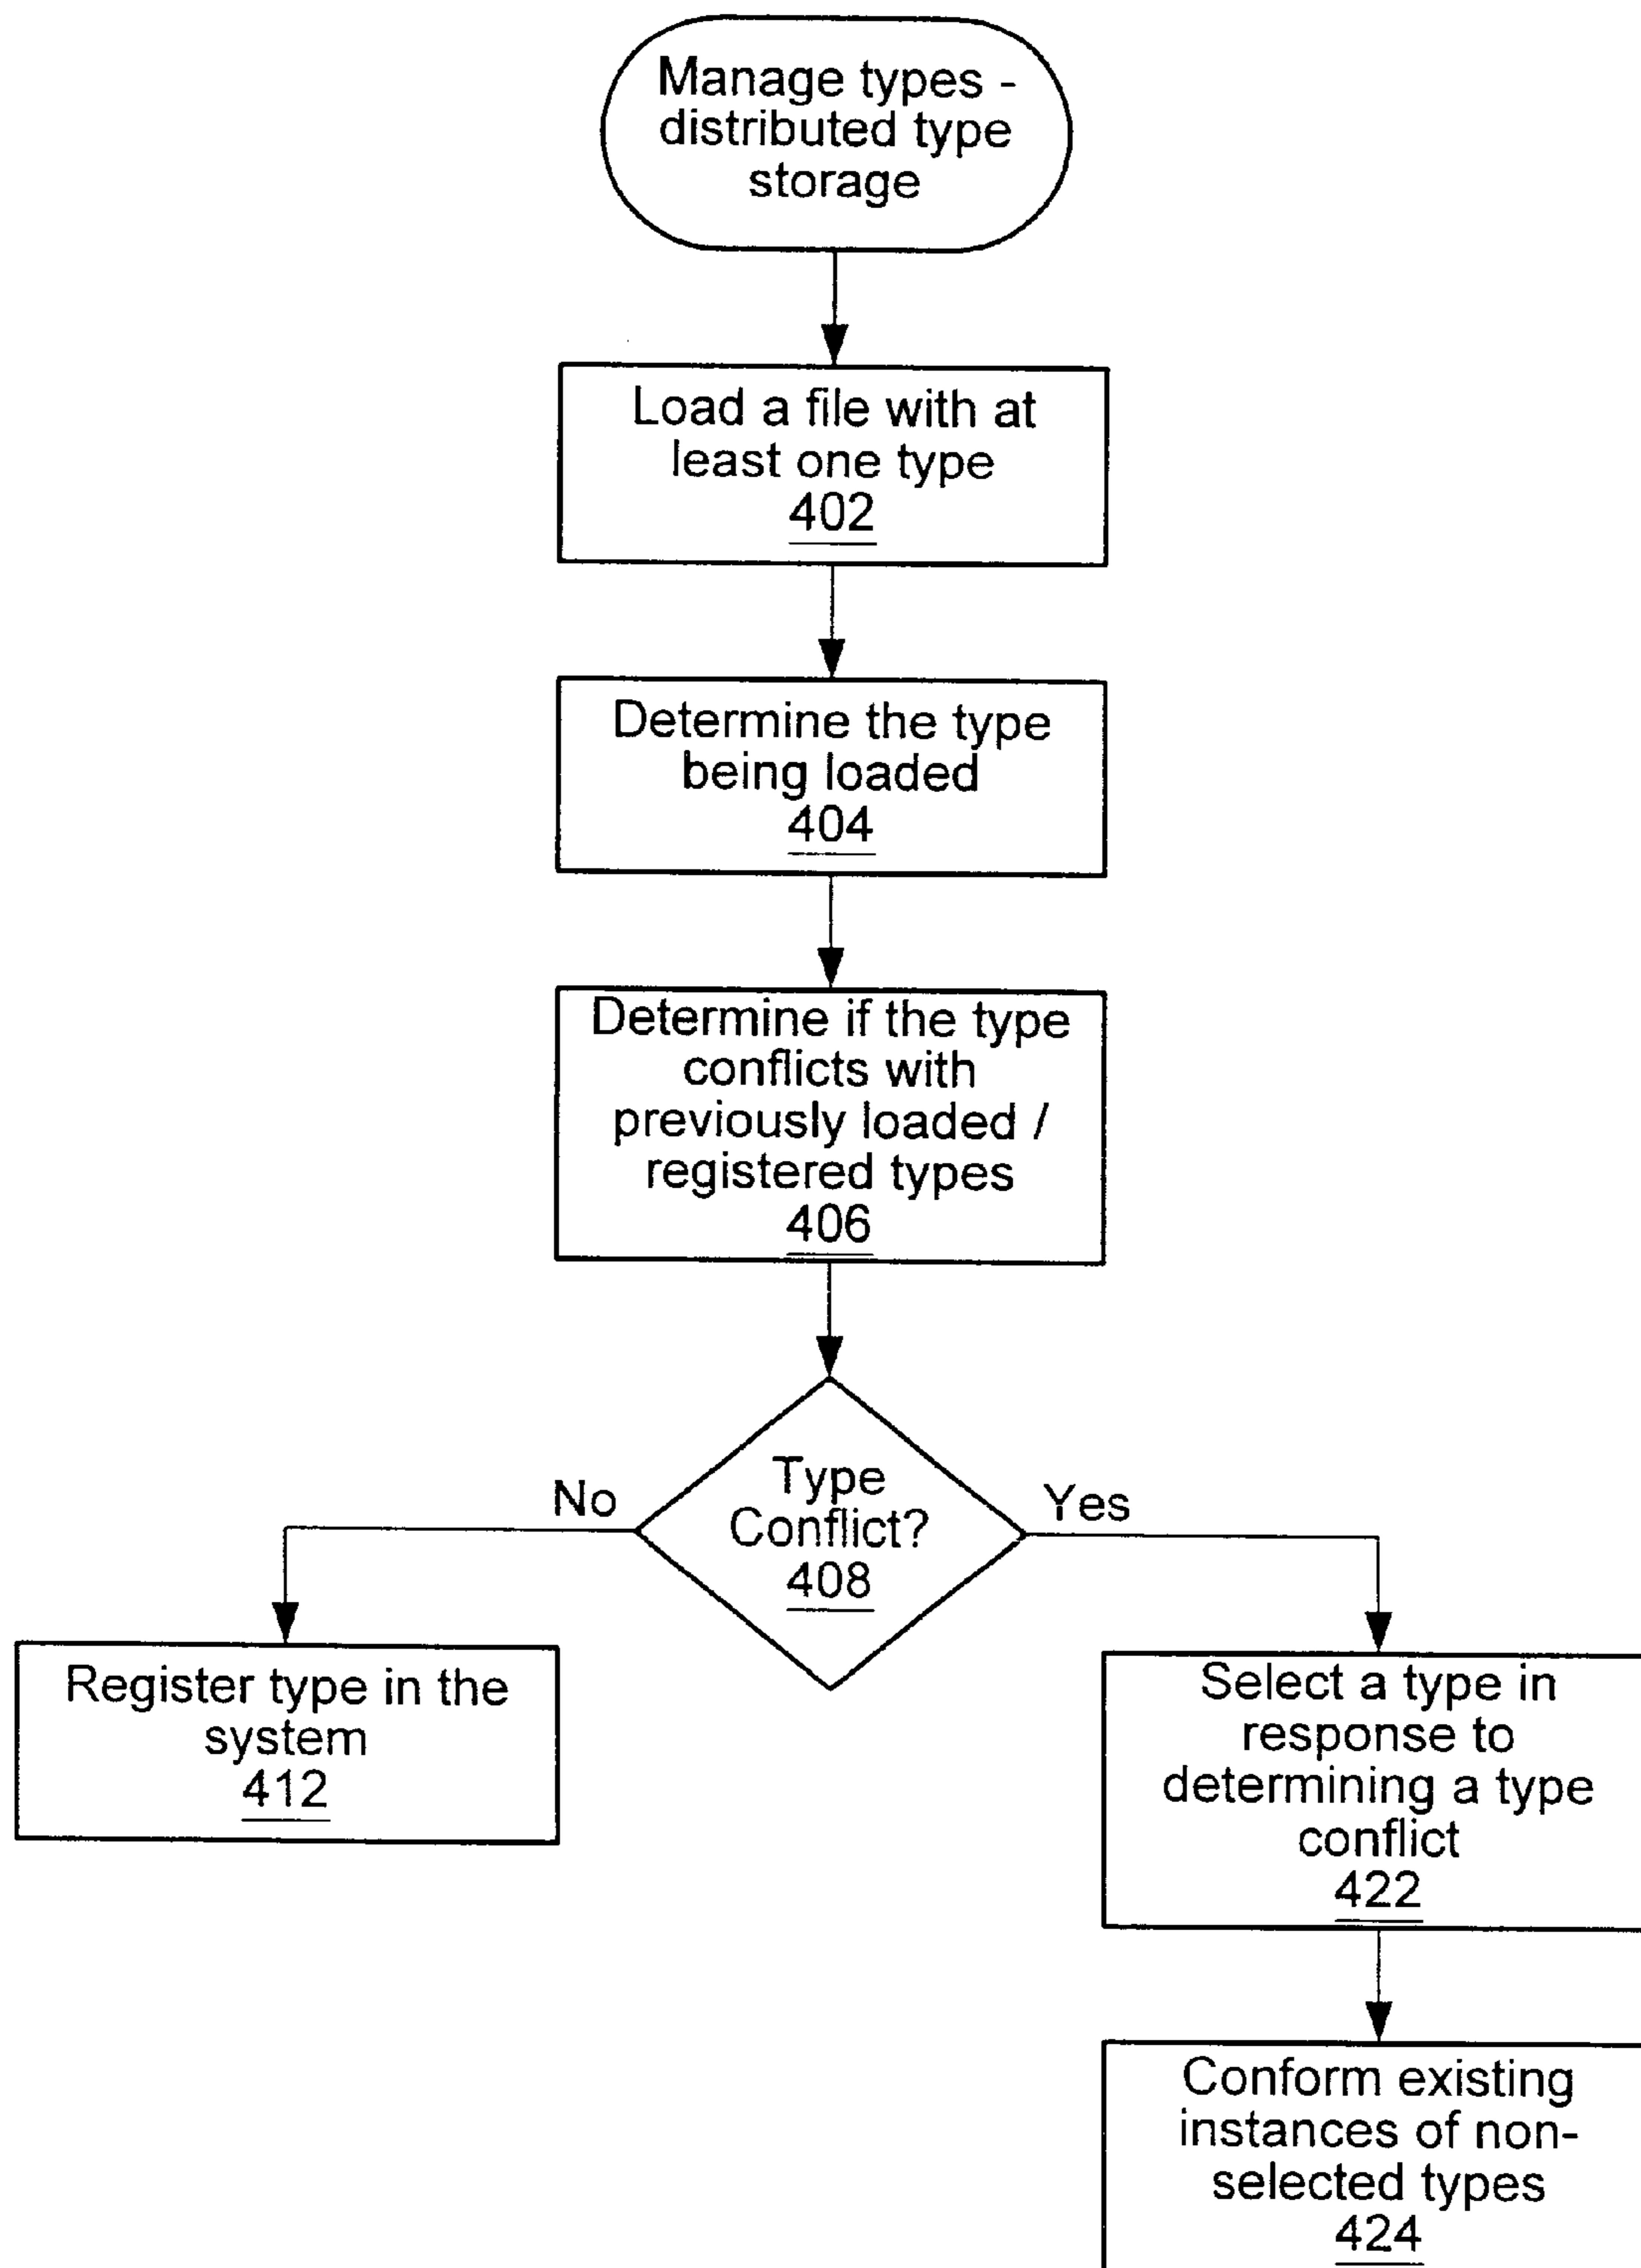 Manage types -
distributed type
storage
Load a file with at
least one type
402
Determine the type
being loaded
404
Determine if the type
conflicts with
previously loaded /
registered types
406
Type
Conflict?
408
No
Yes
Register type in the
system
412
Select a type in
response to
determining a type
conflict
422
Conform existing
instances of non-
selected types
424